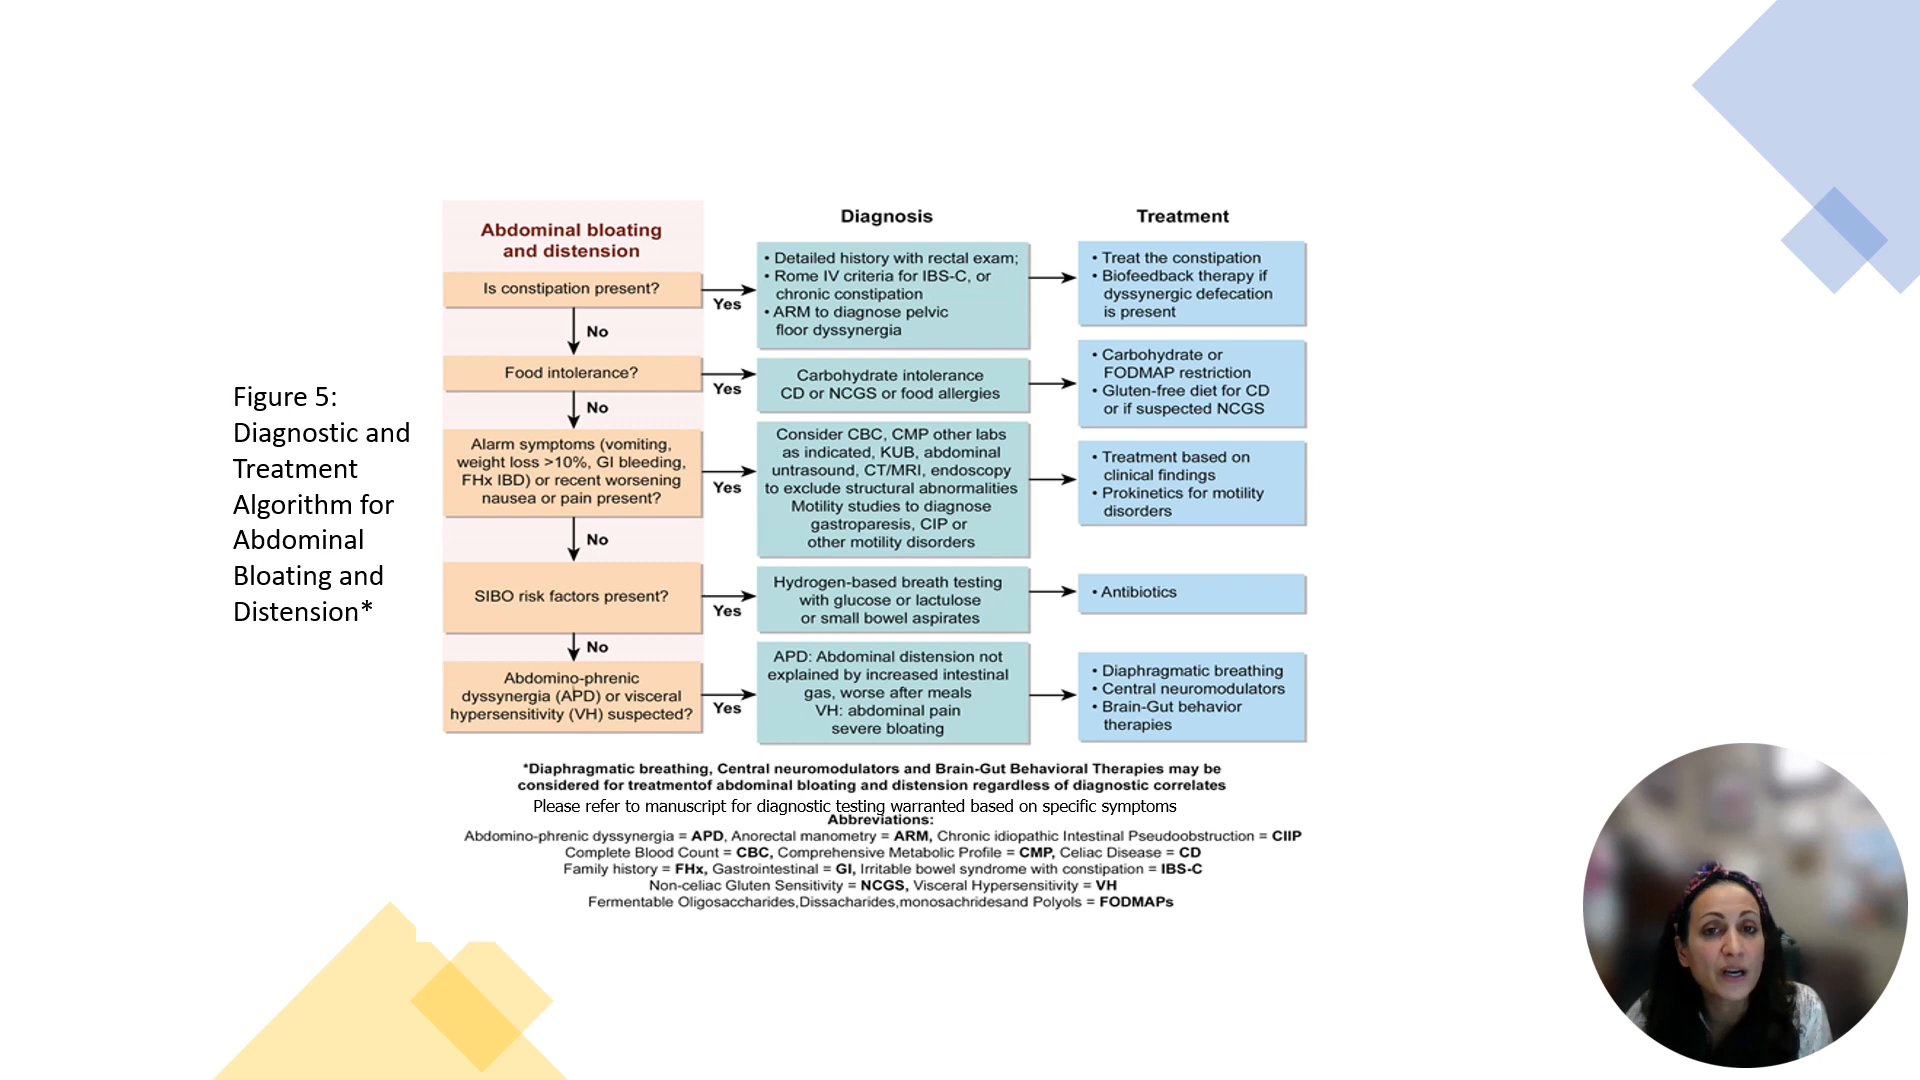 Figure 5:
Diagnostic and
Treatment
Algorithm for
Abdominal
Bloating and
Distension*
Abdominal bloating
and distension
Diagnosis
Treatment
Is constipation present?
Yes
• Detailed history with rectal exam;
• Rome IV criteria for IBS-C, or
chronic constipation
• ARM to diagnose pelvic
floor dyssynergia
• Treat the constipation
• Biofeedback therapy if
dyssynergic defecation
is present
No
Food intolerance?
Yes
Carbohydrate intolerance
CD or NCGS or food allergies
• Carbohydrate or
FODMAP restriction
• Gluten-free diet for CD
or if suspected NCGS
No
Alarm symptoms (vomiting,
weight loss >10%, GI bleeding,
FHx IBD) or recent worsening
nausea or pain present?
Yes
Consider CBC, CMP other labs
as indicated, KUB, abdominal
untrasound, CT/MRI, endoscopy
to exclude structural abnormalities
Motility studies to diagnose
gastroparesis, CIP or
other motility disorders
• Treatment based on
clinical findings
• Prokinetics for motility
disorders
No
SIBO risk factors present?
Yes
Hydrogen-based breath testing
with glucose or lactulose
or small bowel aspirates
• Antibiotics
No
Abdomino-phrenic
dyssynergia (APD) or visceral
hypersensitivity (VH) suspected?
Yes
APD: Abdominal distension not
explained by increased intestinal
gas, worse after meals
VH: abdominal pain
severe bloating
• Diaphragmatic breathing
• Central neuromodulators
• Brain-Gut behavior
therapies
*Diaphragmatic breathing, Central neuromodulators and Brain-Gut Behavioral Therapies may be
considered for treatmentof abdominal bloating and distension regardless of diagnostic correlates
Please refer to manuscript for diagnostic testing warranted based on specific symptoms
Abbreviations:
Abdomino-phrenic dyssynergia = APD, Anorectal manometry = ARM, Chronic idiopathic Intestinal Pseudoobstruction = CIIP
Complete Blood Count = CBC, Comprehensive Metabolic Profile = CMP, Celiac Disease = CD
Family history = FHx, Gastrointestinal = GI, Irritable bowel syndrome with constipation = IBS-C
Non-celiac Gluten Sensitivity = NCGS, Visceral Hypersensitivity = VH
Fermentable Oligosaccharides,Dissacharides,monosachridesand Polyols = FODMAPs